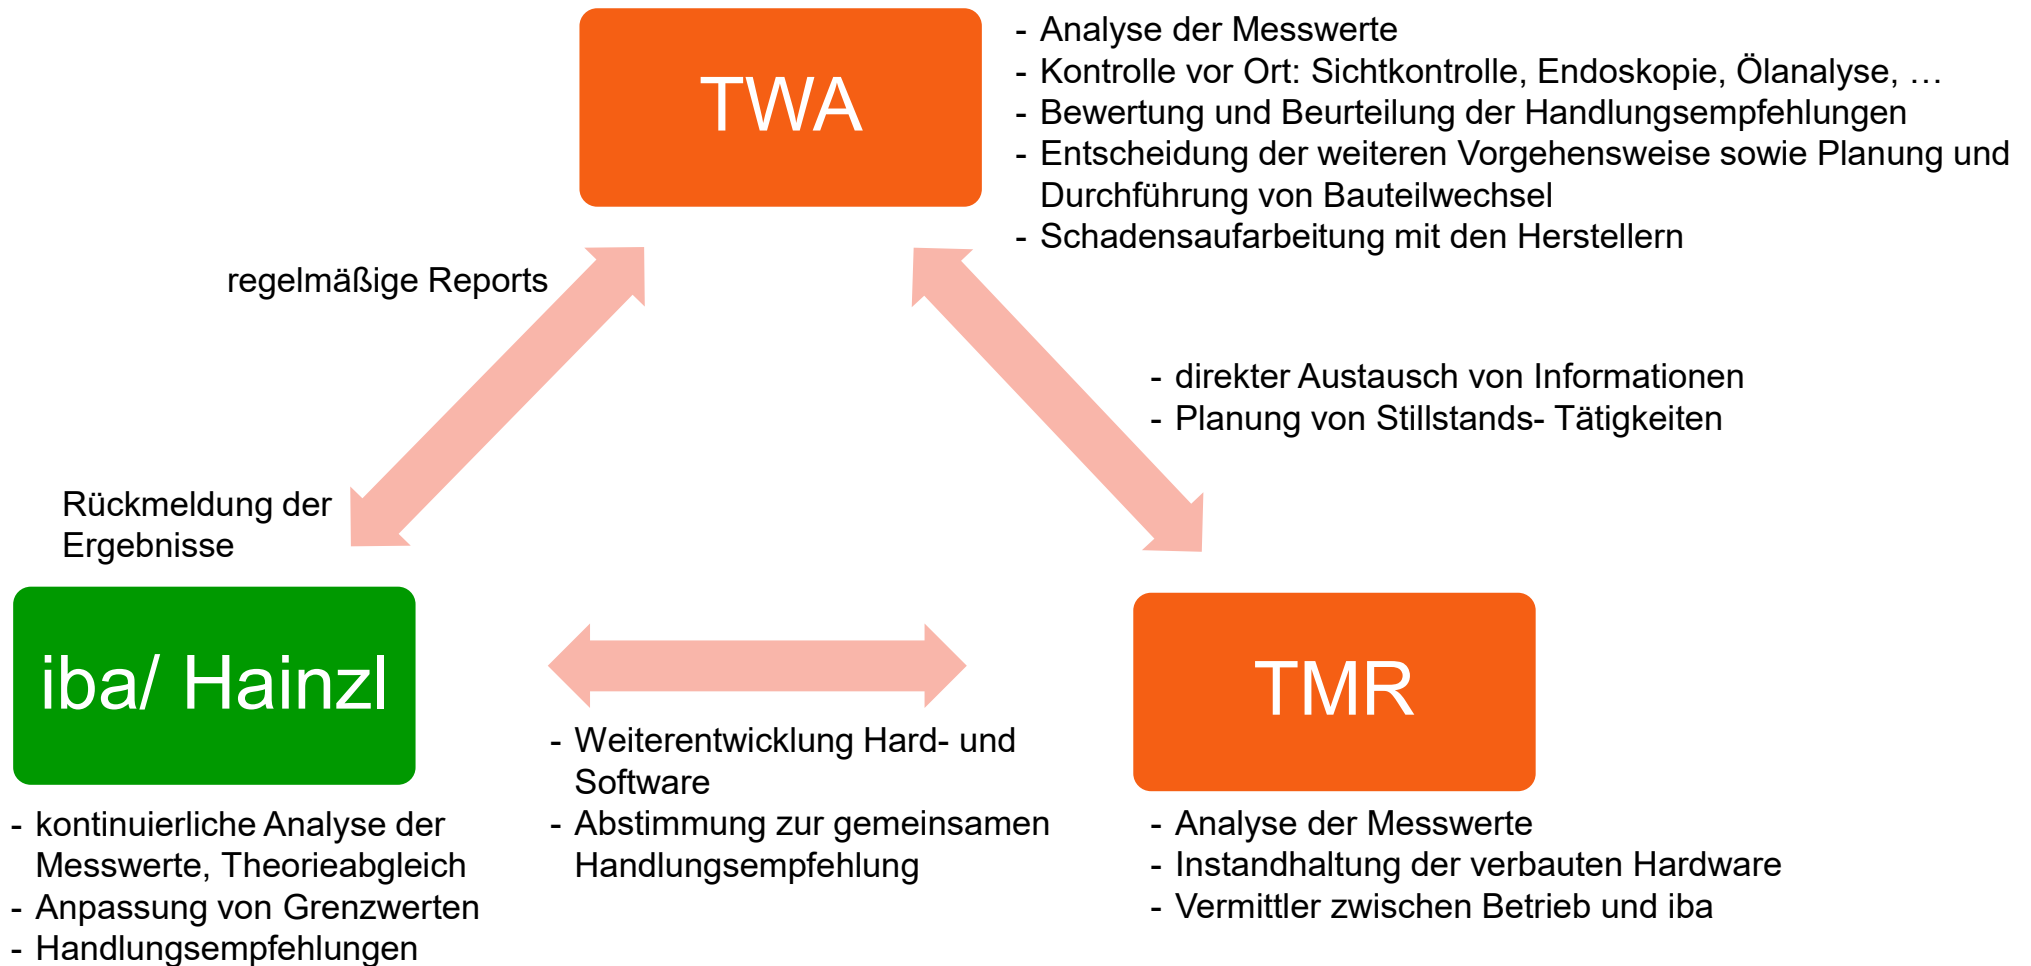 TWA
- Analyse der Messwerte
- Kontrolle vor Ort: Sichtkontrolle, Endoskopie, Ölanalyse, …
- Bewertung und Beurteilung der Handlungsempfehlungen
- Entscheidung der weiteren Vorgehensweise sowie Planung und
Durchführung von Bauteilwechsel
- Schadensaufarbeitung mit den Herstellern
regelmäßige Reports
- direkter Austausch von Informationen
- Planung von Stillstands- Tätigkeiten
Rückmeldung der
Ergebnisse
iba/ Hainzl
- kontinuierliche Analyse der
Messwerte, Theorieabgleich
- Anpassung von Grenzwerten
- Handlungsempfehlungen
- Weiterentwicklung Hard- und
Software
- Abstimmung zur gemeinsamen
Handlungsempfehlung
TMR
- Analyse der Messwerte
- Instandhaltung der verbauten Hardware
- Vermittler zwischen Betrieb und iba